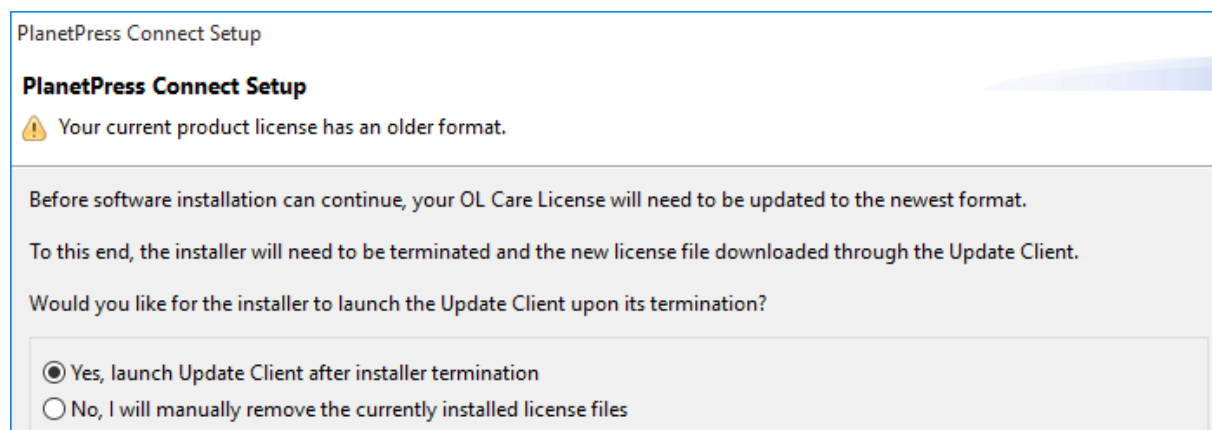 PlanetPress Connect Setup
PlanetPress Connect Setup
Your current product license has an older format.
Before software installation can continue, your OL Care License will need to be updated to the newest format.
To this end, the installer will need to be terminated and the new license file downloaded through the Update Client.
Would you like for the installer to launch the Update Client upon its termination?
Yes, launch Update Client after installer termination
No, I will manually remove the currently installed license files